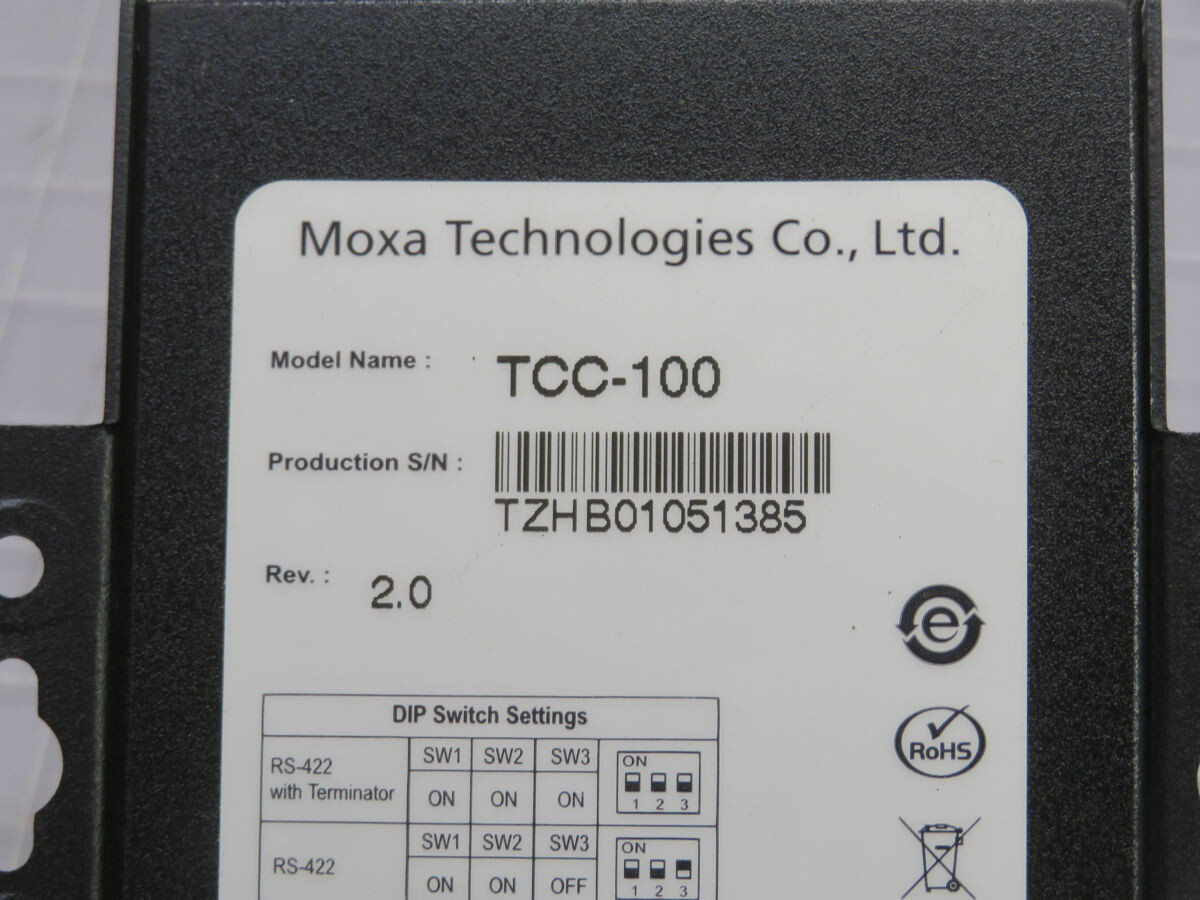 Moxa Technologies Co., Ltd.
Model Name : TCC-100
Production S/N :
TZHB01051385
Rev. : 2.0
e
RoHS
DIP Switch Settings
RS-422 with Terminator
SW1 SW2 SW3
ON ON ON
ON
1 2 3
RS-422
SW1 SW2 SW3
ON ON OFF
ON
1 2 3